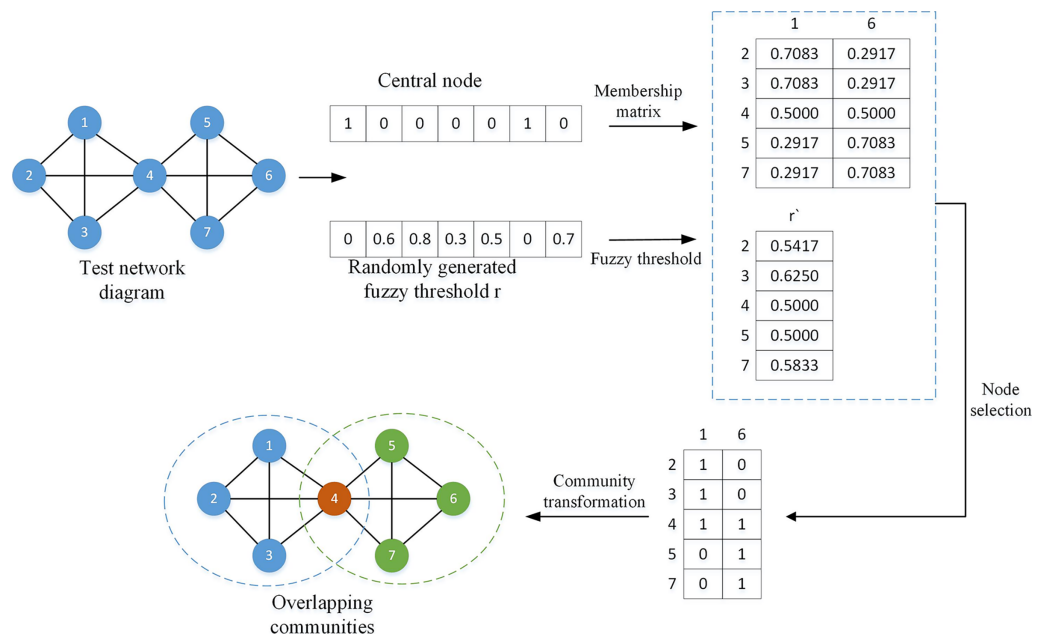 1 6
2 0.7083 0.2917
3 0.7083 0.2917
4 0.5000 0.5000
5 0.2917 0.7083
7 0.2917 0.7083
Central node
1 0 0 0 0 1 0
Membership
matrix
1 5
2 4 6
3 7
Test network
diagram
0 0.6 0.8 0.3 0.5 0 0.7
Randomly generated
fuzzy threshold r
Fuzzy threshold
r`
2 0.5417
3 0.6250
4 0.5000
5 0.5000
7 0.5833
Node
selection
1 6
2 1 0
3 1 0
4 1 1
5 0 1
7 0 1
Community
transformation
1 5
2 4 6
3 7
Overlapping
communities